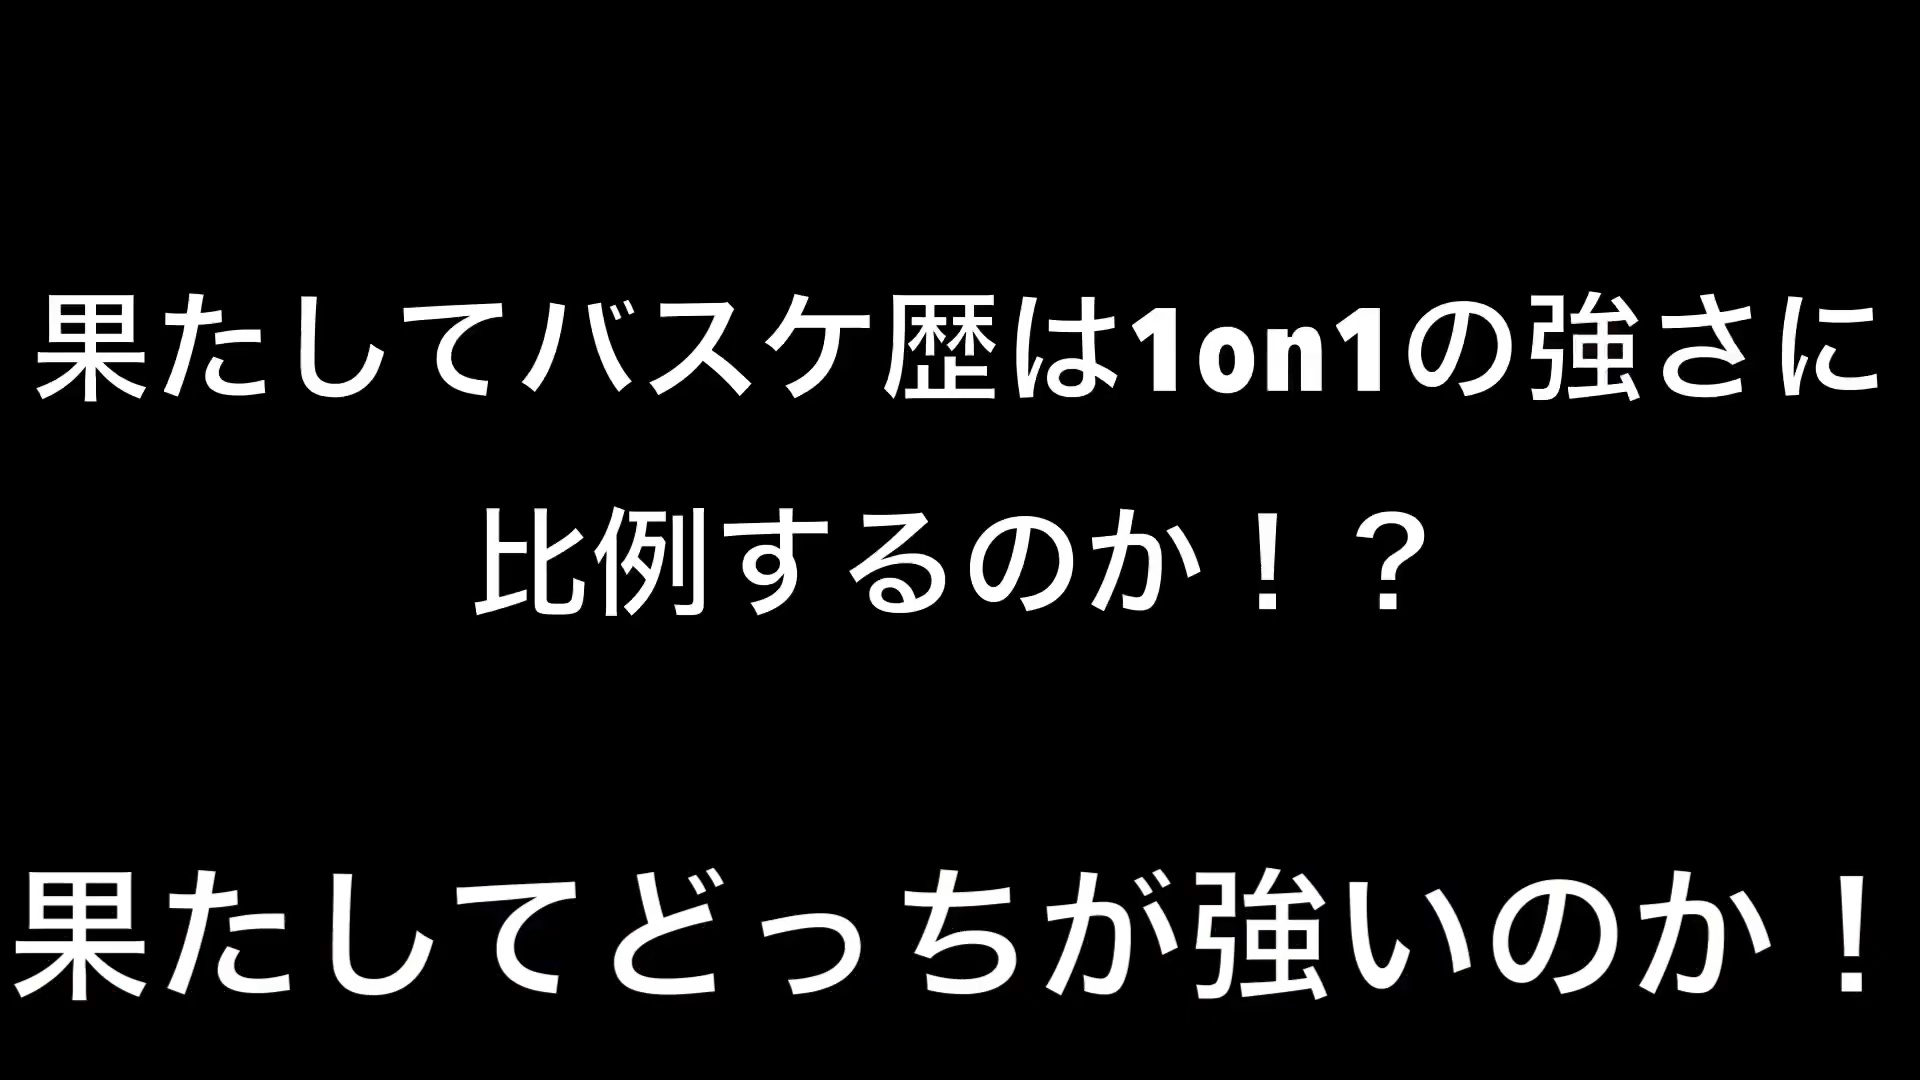 果たしてバスケ歴は1on1の強さに
比例するのか！？
果たしてどっちが強いのか！